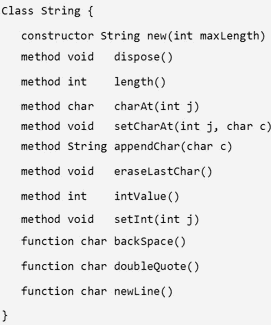 Class String {
constructor String new(int maxLength)
method void dispose()
method int length()
method char charAt(int j)
method void setCharAt(int j, char c)
method String appendChar(char c)
method void eraseLastChar()
method int intValue()
method void setInt(int j)
function char backSpace()
function char doubleQuote()
function char newLine()
}